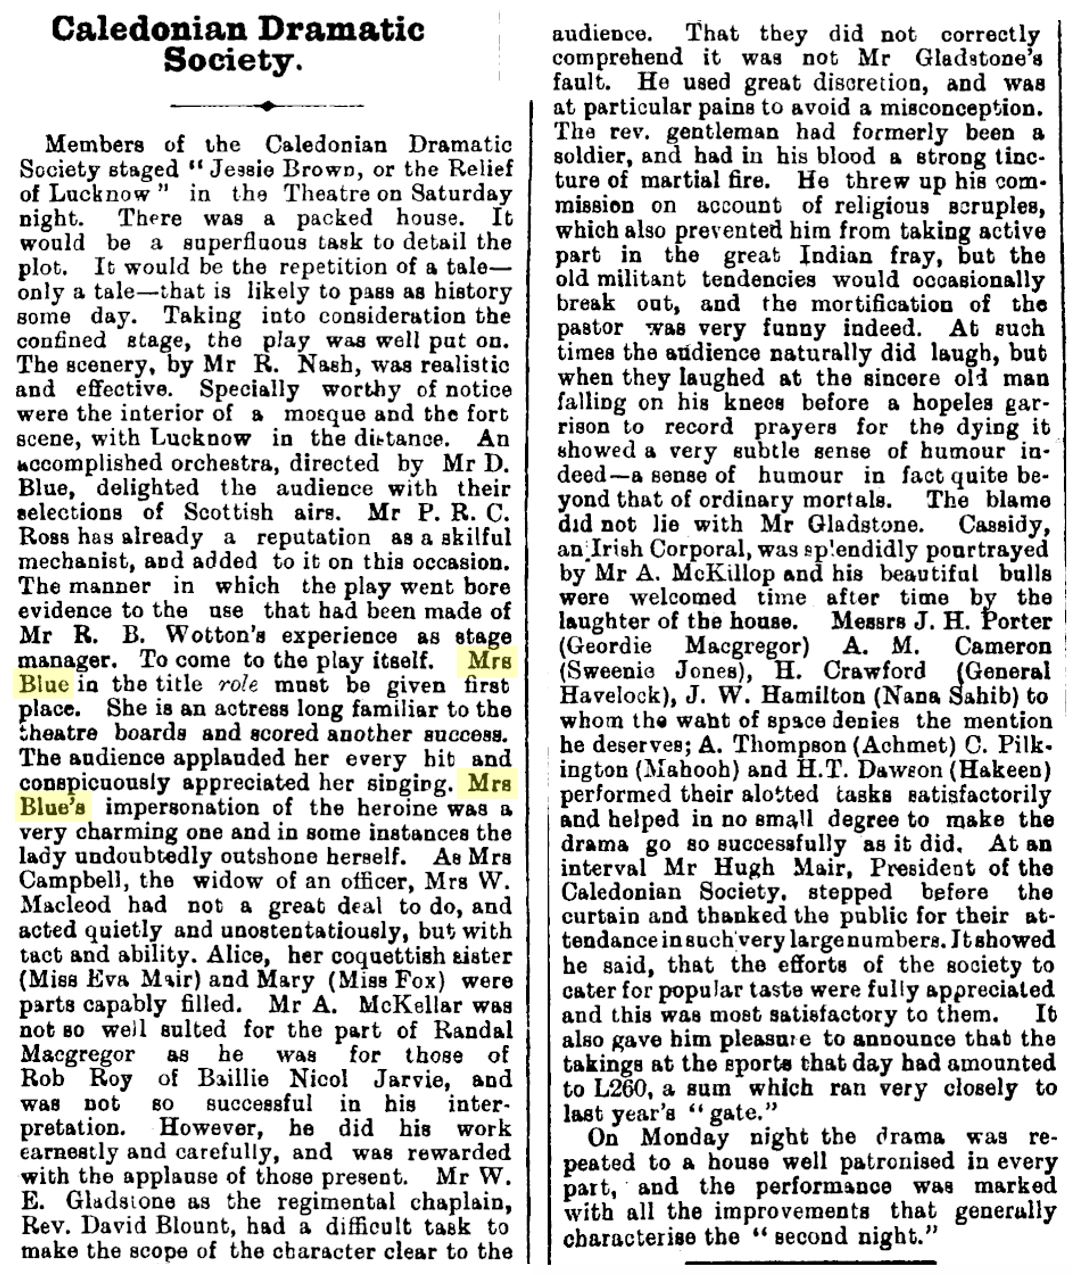 Caledonian Dramatic
Society.
Members of the Caledonian Dramatic
Society staged "Jessie Brown, or the Relief
of Lucknow" in the Theatre on Saturday
night. There was a packed house. It
would be a superfluous task to detail the
plot. It would be the repetition of a tale—
only a tale—that is likely to pass as history
some day. Taking into consideration the
confined stage, the play was well put on.
The scenery, by Mr R. Nash, was realistic
and effective. Specially worthy of notice
were the interior of a mosque and the fort
scene, with Lucknow in the distance. An
accomplished orchestra, directed by Mr D.
Blue, delighted the audience with their
selections of Scottish airs. Mr P. R. C.
Ross has already a reputation as a skilful
mechanist, and added to it on this occasion.
The manner in which the play went bore
evidence to the use that had been made of
Mr R. B. Wotton's experience as stage
manager. To come to the play itself. Mrs
Blue in the title role must be given first
place. She is an actress long familiar to the
theatre boards and scored another success.
The audience applauded her every hit and
conspicuously appreciated her singing. Mrs
Blue's impersonation of the heroine was a
very charming one and in some instances the
lady undoubtedly outshone herself. As Mrs
Campbell, the widow of an officer, Mrs W.
Macleod had not a great deal to do, and
acted quietly and unostentatiously, but with
tact and ability. Alice, her coquettish sister
(Miss Eva Mair) and Mary (Miss Fox) were
parts capably filled. Mr A. McKellar was
not so well suited for the part of Randal
Macgregor as he was for those of
Rob Roy of Baillie Nicol Jarvie, and
was not so successful in his inter-
pretation. However, he did his work
earnestly and carefully, and was rewarded
with the applause of those present. Mr W.
E. Gladstone as the regimental chaplain,
Rev. David Blount, had a difficult task to
make the scope of the character clear to the
audience. That they did not correctly
comprehend it was not Mr Gladstone's
fault. He used great discretion, and was
at particular pains to avoid a misconception.
The rev. gentleman had formerly been a
soldier, and had in his blood a strong tinc-
ture of martial fire. He threw up his com-
mission on account of religious scruples,
which also prevented him from taking active
part in the great Indian fray, but the
old militant tendencies would occasionally
break out, and the mortification of the
pastor was very funny indeed. At such
times the audience naturally did laugh, but
when they laughed at the sincere old man
falling on his knees before a hopeles gar-
rison to record prayers for the dying it
showed a very subtle sense of humour in-
deed—a sense of humour in fact quite be-
yond that of ordinary mortals. The blame
did not lie with Mr Gladstone. Cassidy,
an Irish Corporal, was splendidly pourtrayed
by Mr A. McKillop and his beautiful bulls
were welcomed time after time by the
laughter of the house. Messrs J. H. Porter
(Geordie Macgregor) A. M. Cameron
(Sweenie Jones), H. Crawford (General
Havelock), J. W. Hamilton (Nana Sahib) to
whom the waht of space denies the mention
he deserves; A. Thompson (Achmet) C. Pilk-
ington (Mahooh) and H.T. Dawson (Hakeen)
performed their alotted tasks satisfactorily
and helped in no small degree to make the
drama go so successfully as it did. At an
interval Mr Hugh Mair, President of the
Caledonian Society, stepped before the
curtain and thanked the public for their at-
tendance in such very large numbers. It showed
he said, that the efforts of the society to
cater for popular taste were fully appreciated
and this was most satisfactory to them. It
also gave him pleasure to announce that the
takings at the sports that day had amounted
to L260, a sum which ran very closely to
last year's "gate."
On Monday night the drama was re-
peated to a house well patronised in every
part, and the performance was marked
with all the improvements that generally
characterise the "second night."